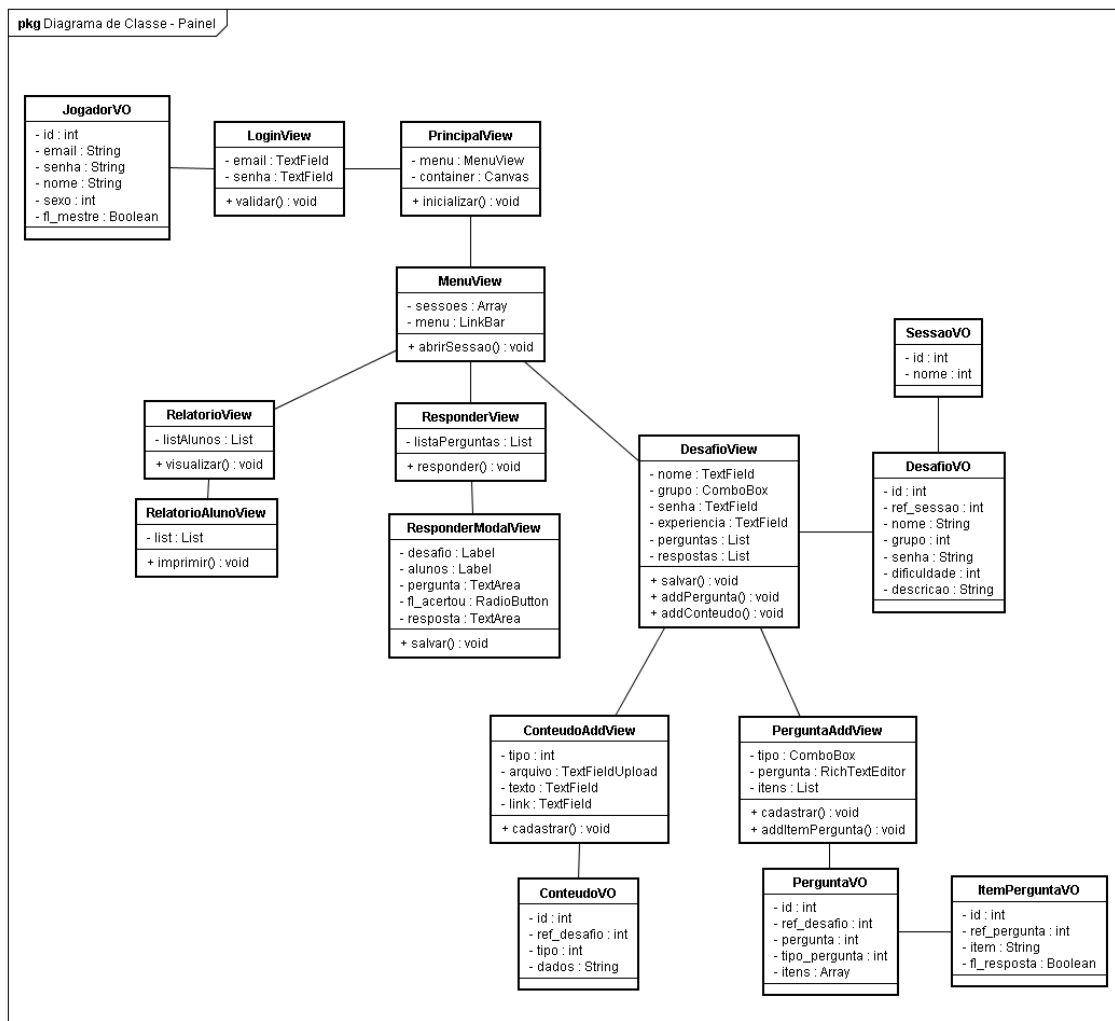 pkg Diagrama de Classe - Painel
JogadorVO
- id : int
- email : String
- senha : String
- nome : String
- sexo : int
- fl_mestre : Boolean
LoginView
- email : TextField
- senha : TextField
+ validar() : void
PrincipalView
- menu : MenuView
- container : Canvas
+ inicializar() : void
MenuView
- sessoes : Array
- menu : LinkBar
+ abrirSessao() : void
SessaoVO
- id : int
- nome : int
RelatorioView
- listAlunos : List
+ visualizar() : void
ResponderView
- listaPerguntas : List
+ responder() : void
DesafioView
- nome : TextField
- grupo : ComboBox
- senha : TextField
- experiencia : TextField
- perguntas : List
- respostas : List
+ salvar() : void
+ addPergunta() : void
+ addConteudo() : void
DesafioVO
- id : int
- ref_sessao : int
- nome : String
- grupo : int
- senha : String
- dificuldade : int
- descricao : String
RelatorioAlunoView
- list : List
+ imprimir() : void
ResponderModalView
- desafio : Label
- alunos : Label
- pergunta : TextArea
- fl_acertou : RadioButton
- resposta : TextArea
+ salvar() : void
ConteudoAddView
- tipo : int
- arquivo : TextFieldUpload
- texto : TextField
- link : TextField
+ cadastrar() : void
PerguntaAddView
- tipo : ComboBox
- pergunta : RichTextEditor
- itens : List
+ cadastrar() : void
+ addItemPergunta() : void
ConteudoVO
- id : int
- ref_desafio : int
- tipo : int
- dados : String
PerguntaVO
- id : int
- ref_desafio : int
- pergunta : int
- tipo_pergunta : int
- itens : Array
ItemPerguntaVO
- id : int
- ref_pergunta : int
- item : String
- fl_resposta : Boolean